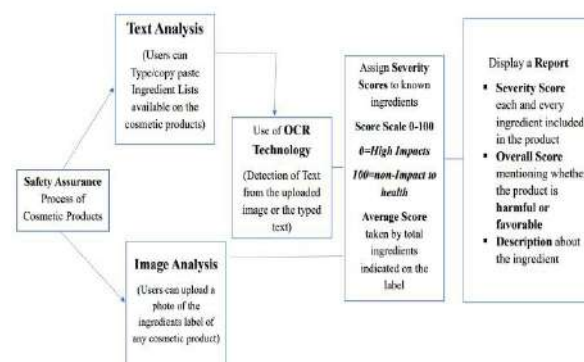 Text Analysis
(Users can
Type/copy paste
Ingredient Lists
available on the
cosmetic products)
Safety Assurance
Process of
Cosmetic Products
Image Analysis
(Users can upload a
photo of the
ingredients label of
any cosmetic product)
Use of OCR
Technology
(Detection of Text
from the uploaded
image or the typed
text)
Assign Severity
Scores to known
ingredients
Score Scale 0-100
0=High Impacts
100=non-Impact to
health
Average Score
taken by total
ingredients
indicated on the
label
Display a Report
▪ Severity Score
each and every
ingredient included
in the product
▪ Overall Score
mentioning whether
the product is
harmful or
favorable
▪ Description about
the ingredient